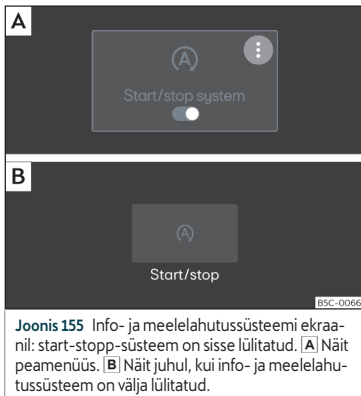 A
Start/stop system
B
Start/stop
B5C-0066
Joonis 155 Info- ja meelelahutussüsteemi ekraa-
nil: start-stopp-süsteem on sisse lülitatud. A Näit
peamenüüs. B Näit juhul, kui info- ja meelelahu-
tussüsteem on välja lülitatud.